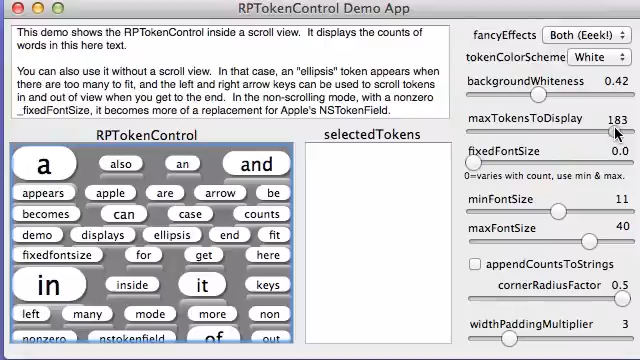 RPTokenControl Demo App
This demo shows the RPTokenControl inside a scroll view. It displays the counts of
words in this here text.
You can also use it without a scroll view. In that case, an "ellipsis" token appears
when there are too many to fit, and the left and right arrow keys can be used to scroll tokens
in and out of view when you get to the end. In the non-scrolling mode, with a nonzero
_fixedFontSize, it becomes more of a replacement for Apple's NSTokenField.
RPTokenControl
a also an and
appears apple are arrow be
becomes can case counts
demo displays ellipsis end fit
fixedfontsize for get here
in inside it keys
left many mode more non
nonzero nstokenfield of out
selectedTokens
fancyEffects Both (Eeek!)
tokenColorScheme White
backgroundWhiteness 0.42
maxTokensToDisplay 183
fixedFontSize 0.0
0=varies with count, use min & max.
minFontSize 11
maxFontSize 40
appendCountsToStrings
cornerRadiusFactor 0.5
widthPaddingMultiplier 3